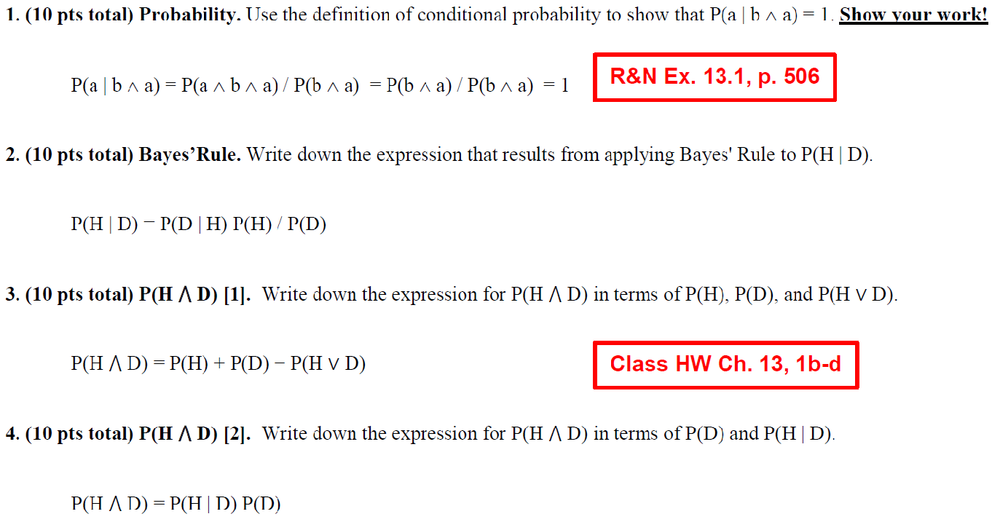 1. (10 pts total) Probability. Use the definition of conditional probability to show that P(a | b ∧ a) = 1. Show your work!
P(a | b ∧ a) = P(a ∧ b ∧ a) / P(b ∧ a) = P(b ∧ a) / P(b ∧ a) = 1
R&N Ex. 13.1, p. 506
2. (10 pts total) Bayes’Rule. Write down the expression that results from applying Bayes' Rule to P(H | D).
P(H | D) − P(D | H) P(H) / P(D)
3. (10 pts total) P(H ⋀ D) [1]. Write down the expression for P(H ⋀ D) in terms of P(H), P(D), and P(H ∨ D).
P(H ⋀ D) = P(H) + P(D) − P(H ∨ D)
Class HW Ch. 13, 1b-d
4. (10 pts total) P(H ⋀ D) [2]. Write down the expression for P(H ⋀ D) in terms of P(D) and P(H | D).
P(H ⋀ D) = P(H | D) P(D)